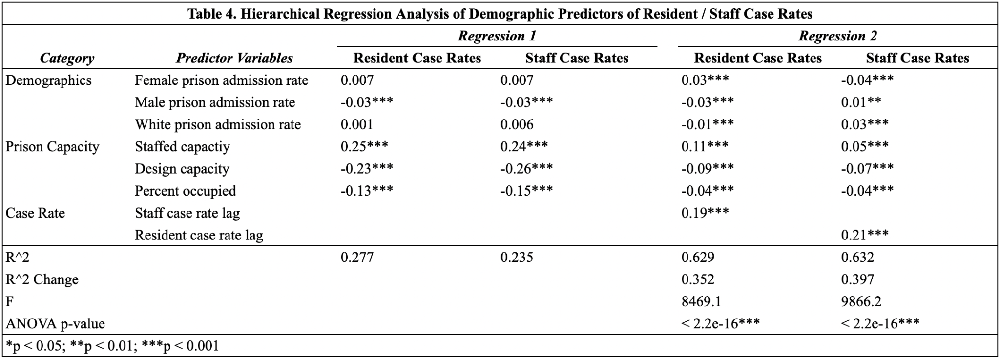 Table 4. Hierarchical Regression Analysis of Demographic Predictors of Resident / Staff Case Rates
Regression 1 Regression 2
Category Predictor Variables Resident Case Rates Staff Case Rates Resident Case Rates Staff Case Rates
Demographics Female prison admission rate 0.007 0.007 0.03*** -0.04***
Male prison admission rate -0.03*** -0.03*** -0.03*** 0.01**
White prison admission rate 0.001 0.006 -0.01*** 0.03***
Prison Capacity Staffed capactiy 0.25*** 0.24*** 0.11*** 0.05***
Design capacity -0.23*** -0.26*** -0.09*** -0.07***
Percent occupied -0.13*** -0.15*** -0.04*** -0.04***
Case Rate Staff case rate lag 0.19***
Resident case rate lag 0.21***
R^2 0.277 0.235 0.629 0.632
R^2 Change 0.352 0.397
F 8469.1 9866.2
ANOVA p-value < 2.2e-16*** < 2.2e-16***
*p < 0.05; **p < 0.01; ***p < 0.001